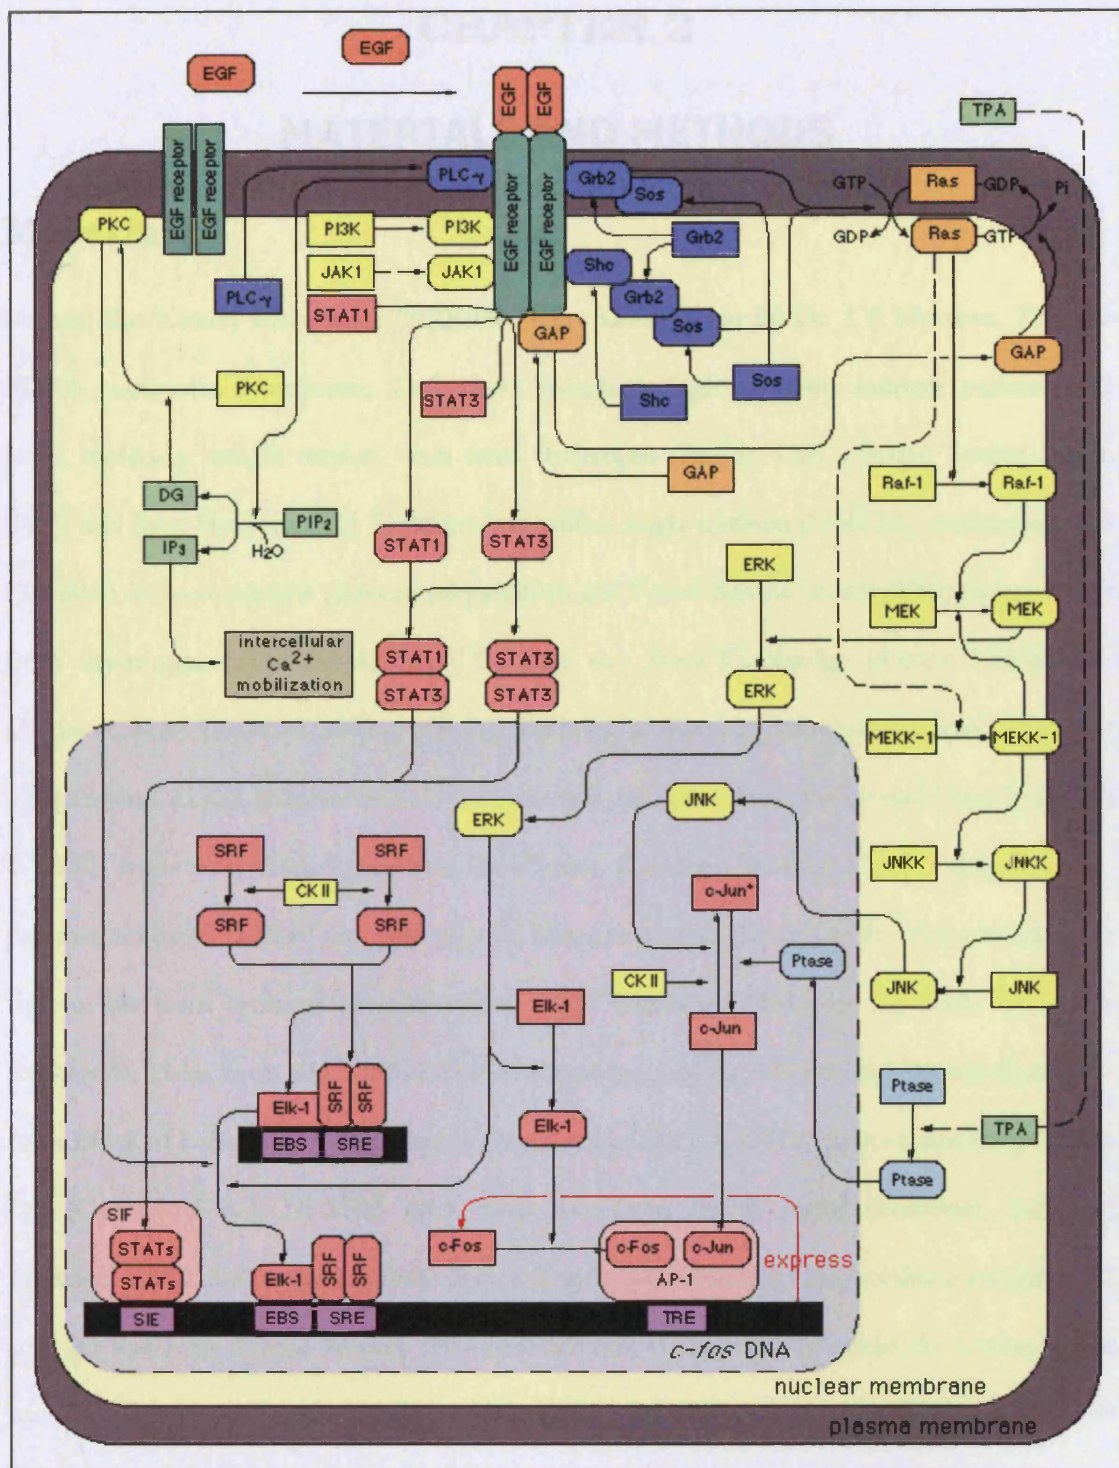 CHAPTER 2
MATERIALS AND METHODS
EGF
EGF
EGF
EGF
TPA
EGF receptor
EGF receptor
EGF receptor
EGF receptor
PLC-γ
Grb2
Sos
GTP
Ras
GDP
Pi
PKC
PI3K
PI3K
Grb2
GDP
Ras
GTP
JAK1
JAK1
Shc
PLC-γ
Grb2
STAT1
GAP
Sos
GAP
PKC
STAT3
Shc
Sos
GAP
Raf-1
Raf-1
DG
PIP2
IP3
H2O
STAT1
STAT3
ERK
MEK
MEK
intercellular
Ca2+
mobilization
STAT1
STAT3
STAT3
STAT3
ERK
MEKK-1
MEKK-1
ERK
JNK
SRF
SRF
JNKK
JNKK
CK II
c-Jun*
SRF
SRF
Ptase
CK II
JNK
JNK
Elk-1
c-Jun
Elk-1
SRF
SRF
Ptase
EBS
SRE
Elk-1
TPA
Ptase
SIF
STATs
STATs
c-Fos
c-Fos
c-Jun
express
Elk-1
SRF
SRF
AP-1
SIE
EBS
SRE
TRE
c-fos DNA
nuclear membrane
plasma membrane